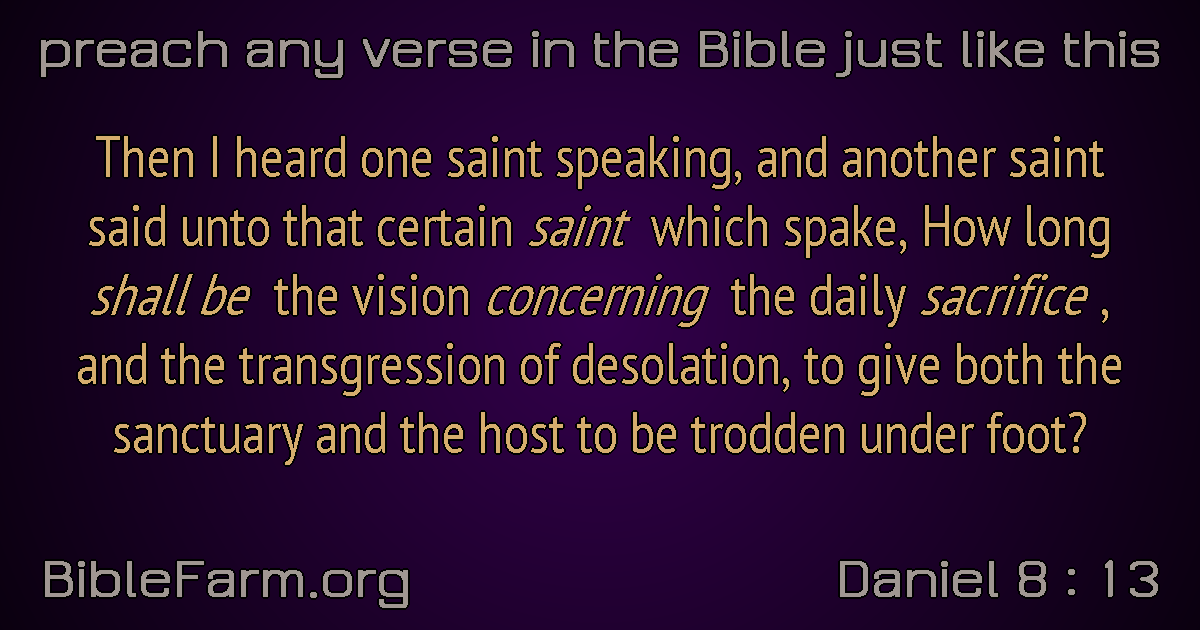 preach any verse in the Bible just like this
Then I heard one saint speaking, and another saint
said unto that certain saint which spake, How long
shall be the vision concerning the daily sacrifice ,
and the transgression of desolation, to give both the
sanctuary and the host to be trodden under foot?
BibleFarm.org
Daniel 8 : 13